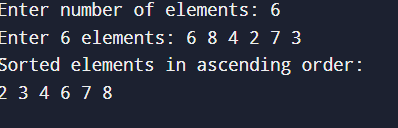 Enter number of elements: 6
Enter 6 elements: 6 8 4 2 7 3
Sorted elements in ascending order:
2 3 4 6 7 8